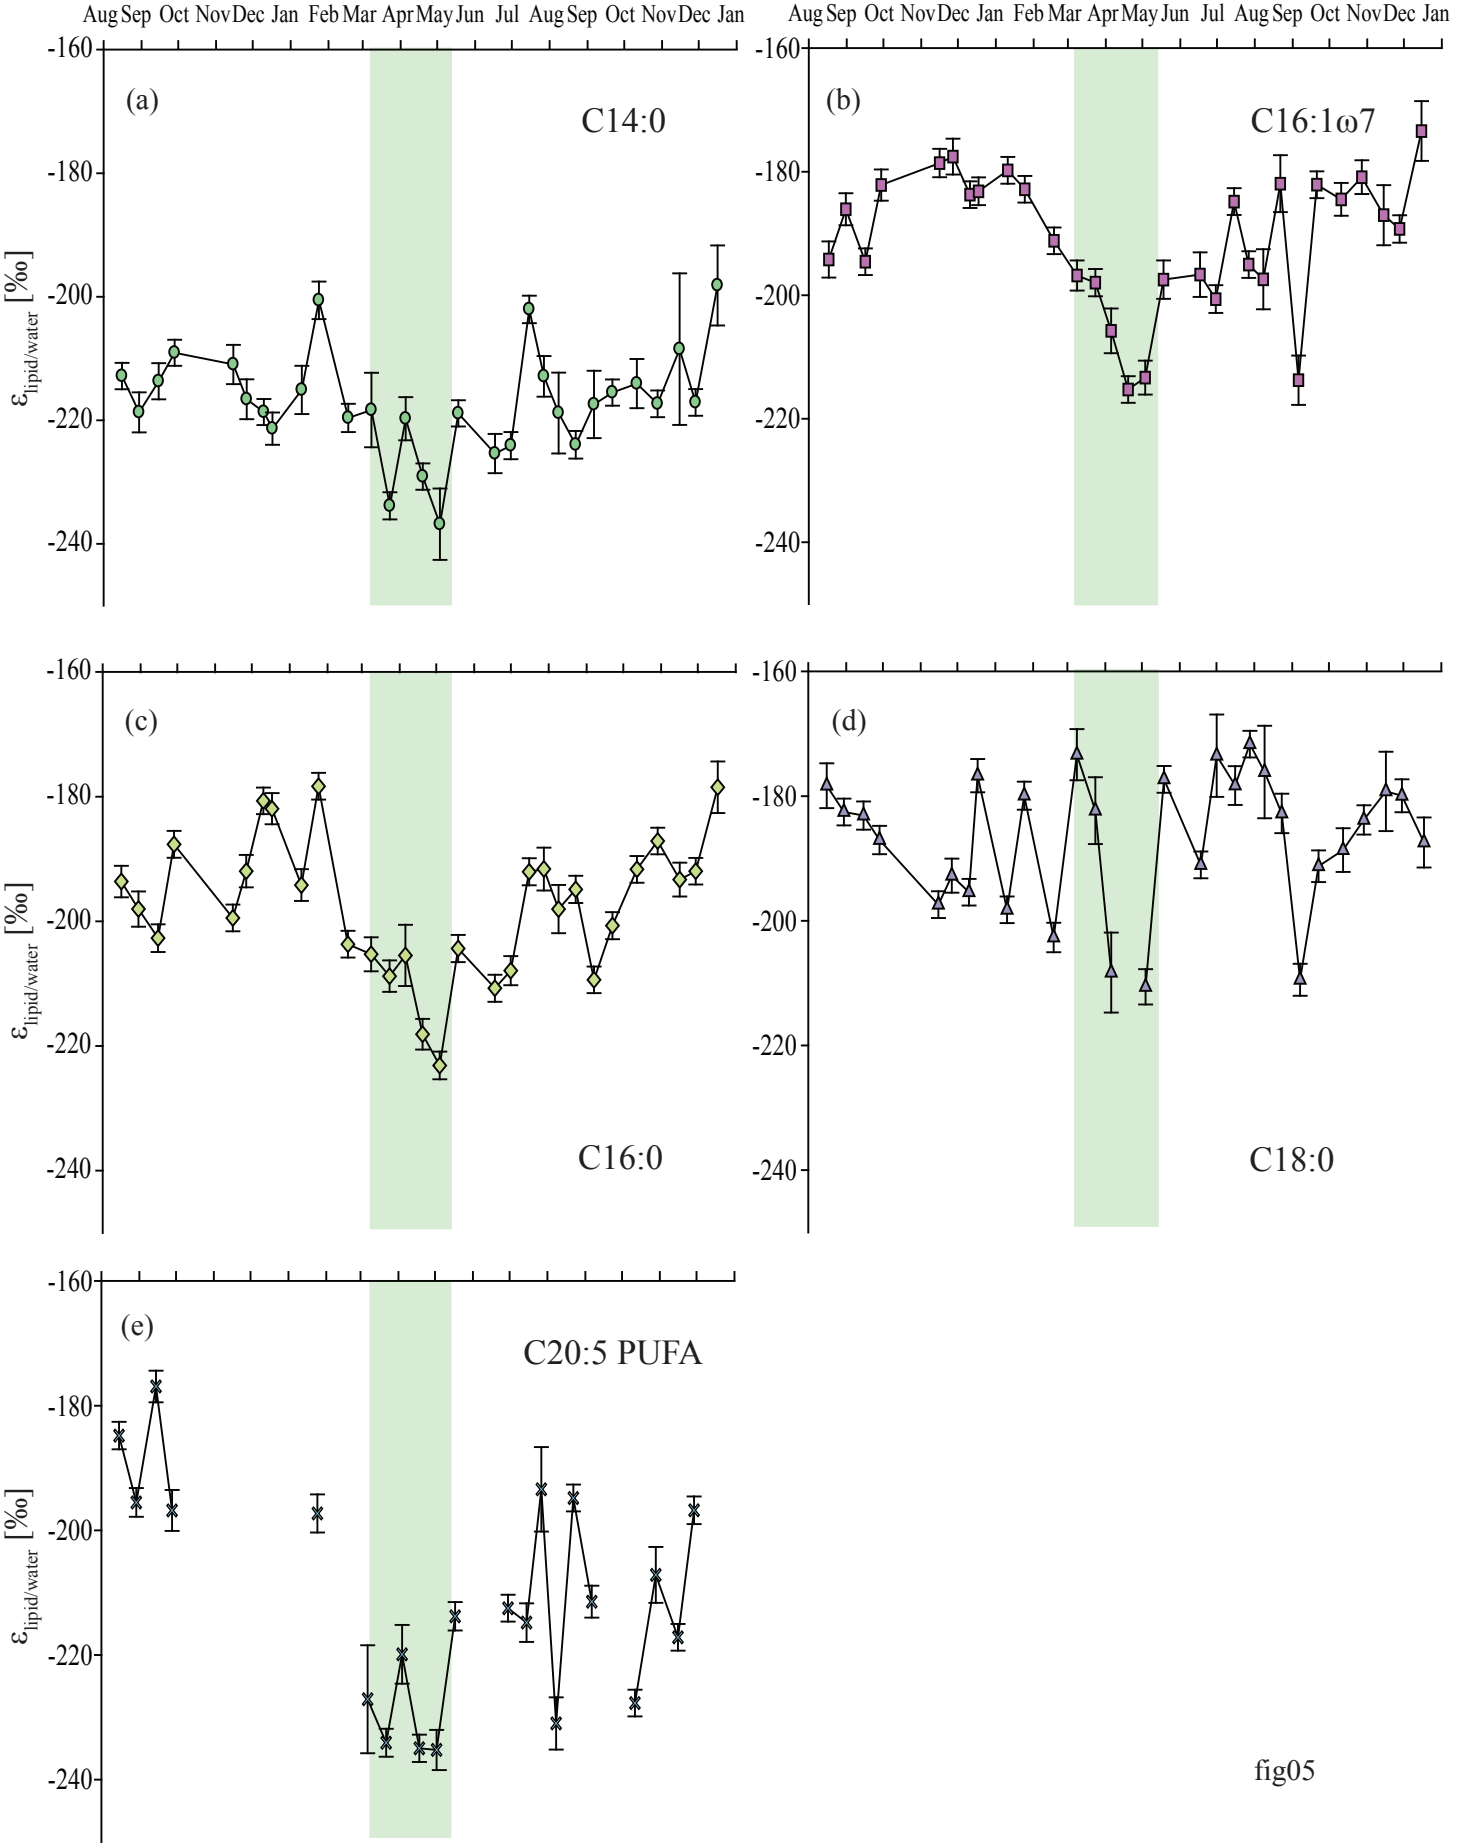 Aug Sep Oct Nov Dec Jan Feb Mar Apr May Jun Jul Aug Sep Oct Nov Dec Jan
Aug Sep Oct Nov Dec Jan Feb Mar Apr May Jun Jul Aug Sep Oct Nov Dec Jan
-160
(a)
C14:0
-180
-200
-220
-240
εlipid/water [‰]
-160
(b)
C16:1ω7
-180
-200
-220
-240
-160
(c)
-180
-200
-220
-240
C16:0
εlipid/water [‰]
-160
(d)
-180
-200
-220
-240
C18:0
-160
(e)
C20:5 PUFA
-180
-200
-220
-240
εlipid/water [‰]
fig05